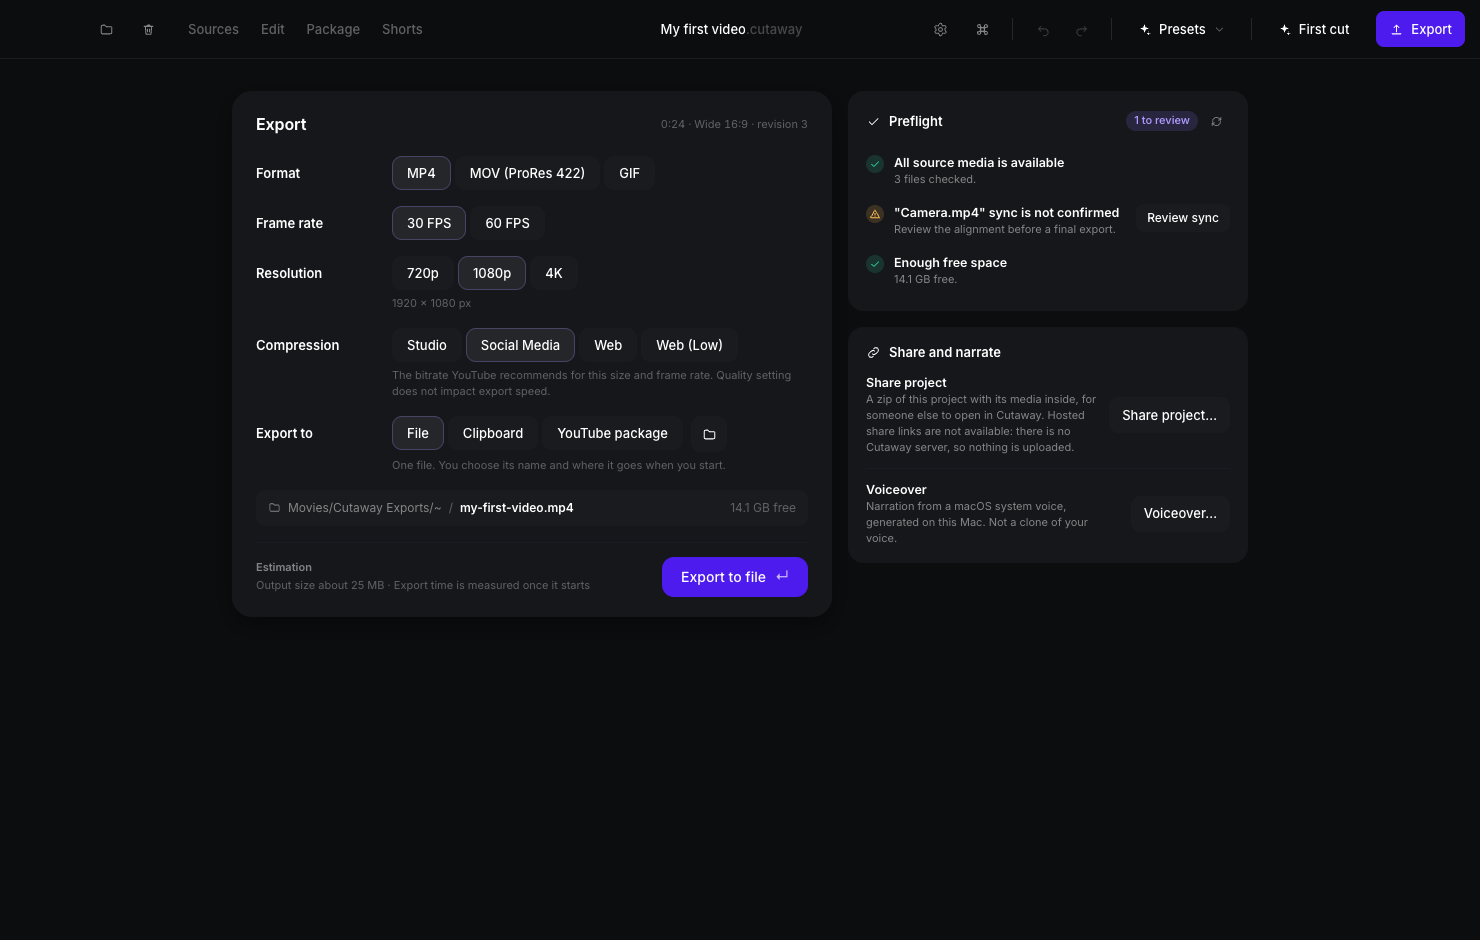 Sources
Edit
Package
Shorts
My first video.cutaway
Presets
First cut
Export
Export
0:24 · Wide 16:9 · revision 3
Format
MP4
MOV (ProRes 422)
GIF
Frame rate
30 FPS
60 FPS
Resolution
720p
1080p
4K
1920 × 1080 px
Compression
Studio
Social Media
Web
Web (Low)
The bitrate YouTube recommends for this size and frame rate. Quality setting
does not impact export speed.
Export to
File
Clipboard
YouTube package
One file. You choose its name and where it goes when you start.
Movies/Cutaway Exports/~ / my-first-video.mp4
14.1 GB free
Estimation
Output size about 25 MB · Export time is measured once it starts
Export to file
Preflight
1 to review
All source media is available
3 files checked.
"Camera.mp4" sync is not confirmed
Review the alignment before a final export.
Review sync
Enough free space
14.1 GB free.
Share and narrate
Share project
A zip of this project with its media inside, for
someone else to open in Cutaway. Hosted
share links are not available: there is no
Cutaway server, so nothing is uploaded.
Share project...
Voiceover
Narration from a macOS system voice,
generated on this Mac. Not a clone of your
voice.
Voiceover...